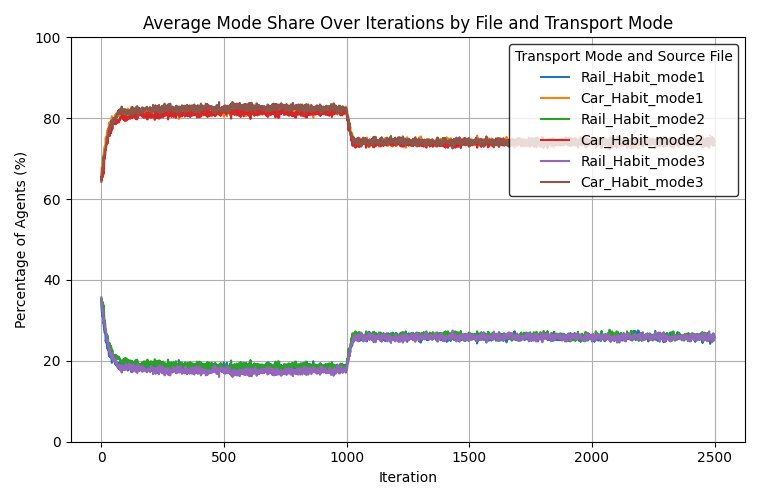 Average Mode Share Over Iterations by File and Transport Mode
Percentage of Agents (%)
100
80
60
40
20
0
Transport Mode and Source File
Rail_Habit_mode1
Car_Habit_mode1
Rail_Habit_mode2
Car_Habit_mode2
Rail_Habit_mode3
Car_Habit_mode3
0 500 1000 1500 2000 2500
Iteration